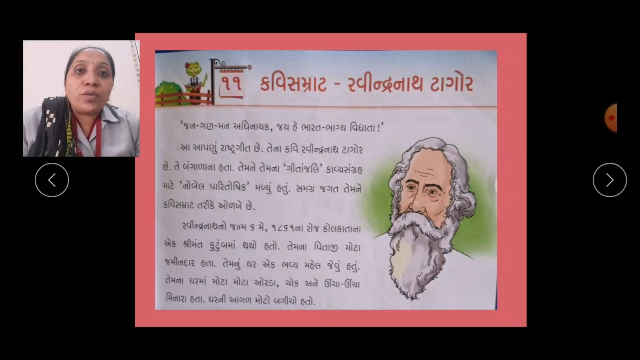 ૧૧
કવિસમ્રાટ - રવીન્દ્રનાથ ટાગોર
‘જન-ગણ-મન અધિનાયક, જય હે ભારત-ભાગ્ય વિધાતા !’
આ આપણું રાષ્ટ્રગીત છે. તેના કવિ રવીન્દ્રનાથ ટાગોર
છે. તે બંગાળાના હતા. તેમને તેમના ‘ગીતાંજલિ’ કાવ્યસંગ્રહ
માટે ‘નોબેલ પારિતોષિક’ મળ્યું હતું. સમગ્ર જગત તેમને
કવિસમ્રાટ તરીકે ઓળખે છે.
રવીન્દ્રનાથનો જન્મ ૬ મે, ૧૮૬૧ના રોજ કોલકાતાના
એક શ્રીમંત કુટુંબમાં થયો હતો. તેમના પિતાજી મોટા
જમીનદાર હતા. તેમનું ઘર એક ભવ્ય મહેલ જેવું હતું.
તેમના ઘરમાં મોટા મોટા ઓરડા, ચોક અને ઊંચા-ઊંચા
મિનારા હતા. ઘરની આગળ મોટો બગીચો હતો.